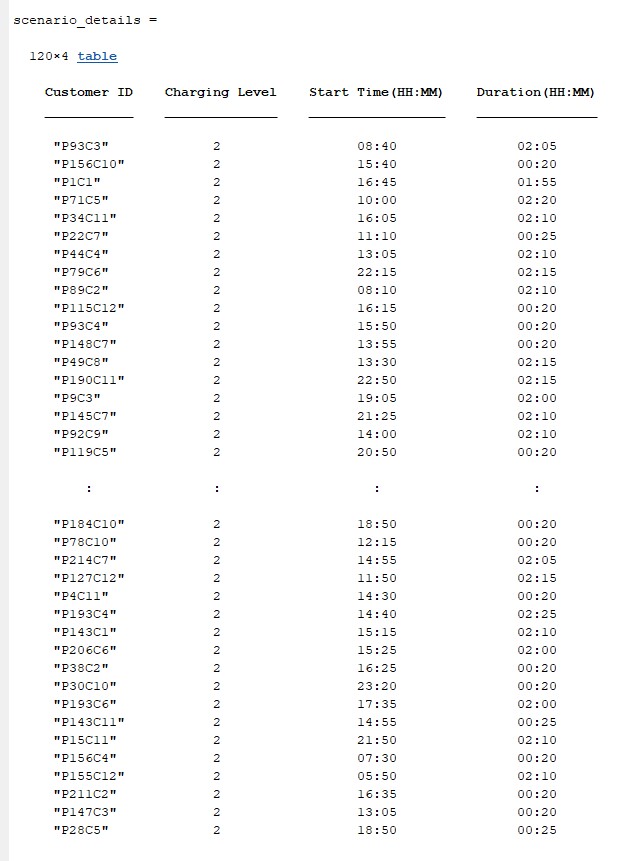 scenario_details =
120×4 table
Customer ID Charging Level Start Time(HH:MM) Duration(HH:MM)
"P93C3" 2 08:40 02:05
"P156C10" 2 15:40 00:20
"P1C1" 2 16:45 01:55
"P71C5" 2 10:00 02:20
"P34C11" 2 16:05 02:10
"P22C7" 2 11:10 00:25
"P44C4" 2 13:05 02:10
"P79C6" 2 22:15 02:15
"P89C2" 2 08:10 02:10
"P115C12" 2 16:15 00:20
"P93C4" 2 15:50 00:20
"P148C7" 2 13:55 00:20
"P49C8" 2 13:30 02:15
"P190C11" 2 22:50 02:15
"P9C3" 2 19:05 02:00
"P145C7" 2 21:25 02:10
"P92C9" 2 14:00 02:10
"P119C5" 2 20:50 00:20
: : : :
"P184C10" 2 18:50 00:20
"P78C10" 2 12:15 00:20
"P214C7" 2 14:55 02:05
"P127C12" 2 11:50 02:15
"P4C11" 2 14:30 00:20
"P193C4" 2 14:40 02:25
"P143C1" 2 15:15 02:10
"P206C6" 2 15:25 02:00
"P38C2" 2 16:25 00:20
"P30C10" 2 23:20 00:20
"P193C6" 2 17:35 02:00
"P143C11" 2 14:55 00:25
"P15C11" 2 21:50 02:10
"P156C4" 2 07:30 00:20
"P155C12" 2 05:50 02:10
"P211C2" 2 16:35 00:20
"P147C3" 2 13:05 00:20
"P28C5" 2 18:50 00:25